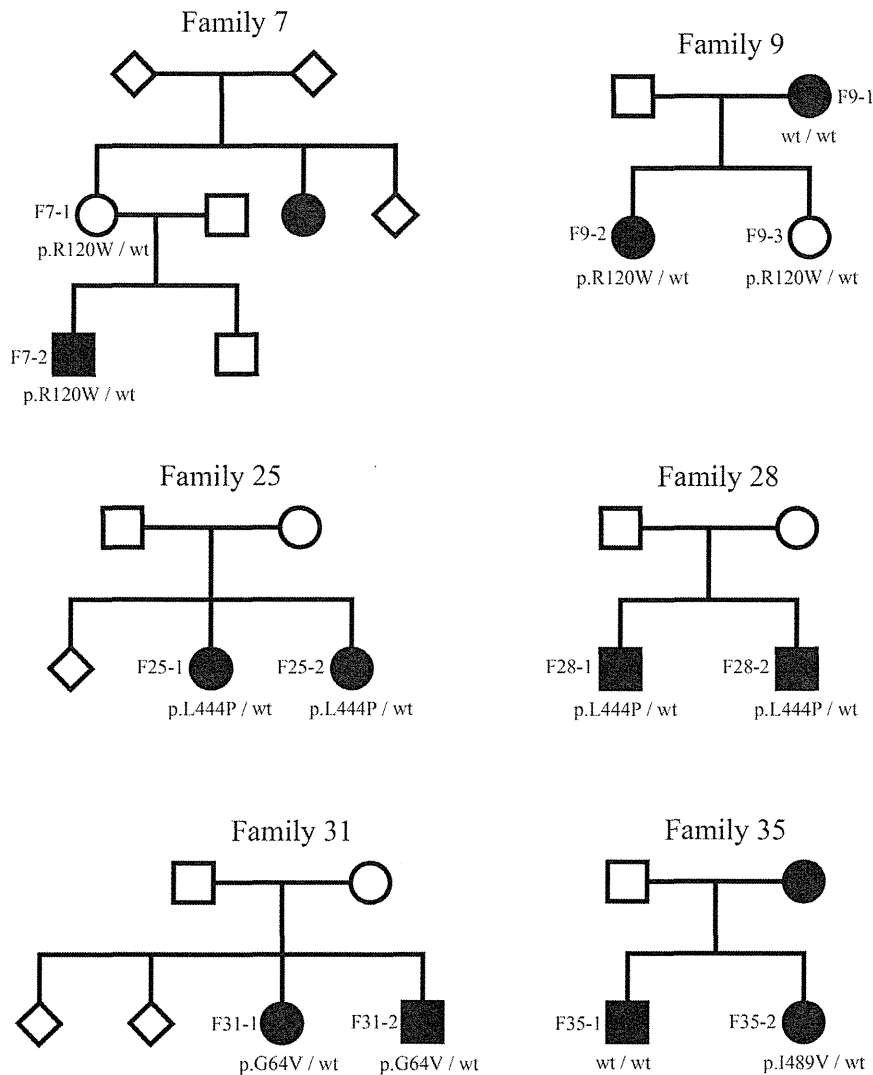 Family 7
F7-1
p.R120W / wt
F7-2
p.R120W / wt
Family 9
F9-1
wt / wt
F9-2
F9-3
p.R120W / wt
p.R120W / wt
Family 25
F25-1
F25-2
p.L444P / wt
p.L444P / wt
Family 28
F28-1
F28-2
p.L444P / wt
p.L444P / wt
Family 31
F31-1
F31-2
p.G64V / wt
p.G64V / wt
Family 35
F35-1
F35-2
wt / wt
p.I489V / wt